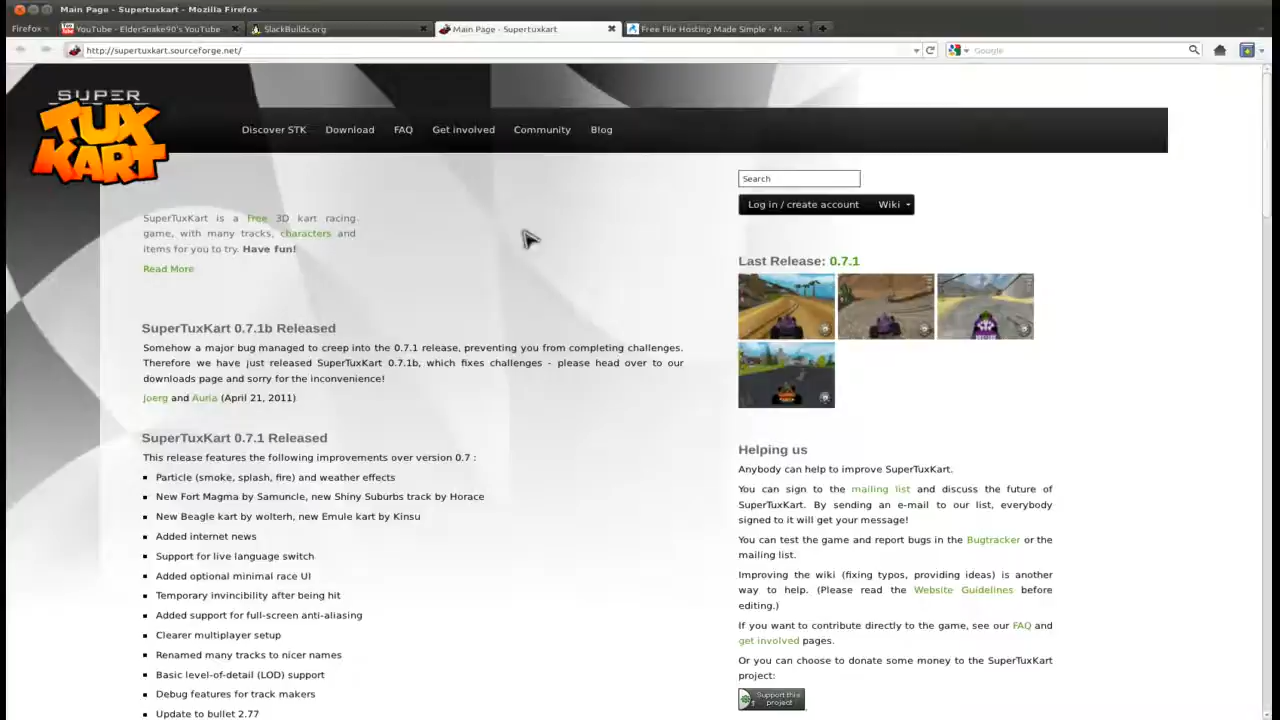 Main Page - Supertuxkart - Mozilla Firefox
Firefox
YouTube - ElderSnake90's YouTube
SlackBuilds.org
Main Page - Supertuxkart
Free File Hosting Made Simple - M...
http://supertuxkart.sourceforge.net/
Google
SUPER
TUX
KART
Discover STK
Download
FAQ
Get involved
Community
Blog
SuperTuxKart is a Free 3D kart racing
game, with many tracks, characters and
items for you to try. Have fun!
Read More
SuperTuxKart 0.7.1b Released
Somehow a major bug managed to creep into the 0.7.1 release, preventing you from completing challenges.
Therefore we have just released SuperTuxKart 0.7.1b, which fixes challenges - please head over to our
downloads page and sorry for the inconvenience!
Joerg and Auria (April 21, 2011)
SuperTuxKart 0.7.1 Released
This release features the following improvements over version 0.7 :
Particle (smoke, splash, fire) and weather effects
New Fort Magma by Samuncle, new Shiny Suburbs track by Horace
New Beagle kart by woltern, new Emule kart by Kinsu
Added internet news
Support for live language switch
Added optional minimal race UI
Temporary invincibility after being hit
Added support for full-screen anti-aliasing
Clearer multiplayer setup
Renamed many tracks to nicer names
Basic level-of-detail (LOD) support
Debug features for track makers
Update to bullet 2.77
Search
Log in / create account
Wiki
Last Release: 0.7.1
Helping us
Anybody can help to improve SuperTuxKart.
You can sign to the mailing list and discuss the future of
SuperTuxKart. By sending an e-mail to our list, everybody
signed to it will get your message!
You can test the game and report bugs in the Bugtracker or the
mailing list.
Improving the wiki (fixing typos, providing ideas) is another
way to help. (Please read the Website Guidelines before
editing.)
If you want to contribute directly to the game, see our FAQ and
get involved pages.
Or you can choose to donate some money to the SuperTuxKart
project:
Support this
project